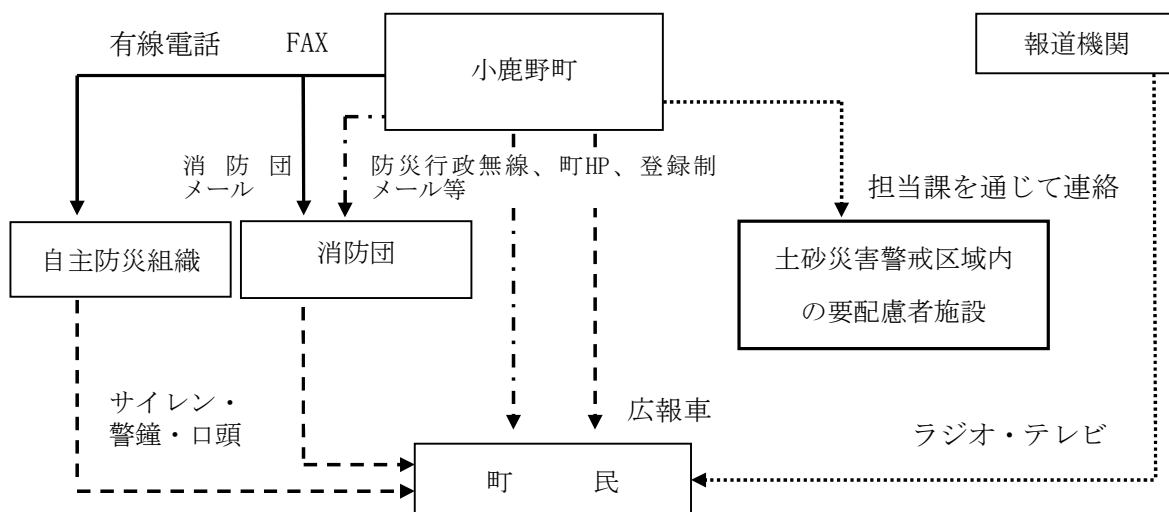 有線電話 FAX
小鹿野町
報道機関
消防団
メール
防災行政無線、町HP、登録制
メール等
担当課を通じて連絡
自主防災組織
消防団
土砂災害警戒区域内
の要配慮者施設
サイレン・
警鐘・口頭
広報車
ラジオ・テレビ
町 民